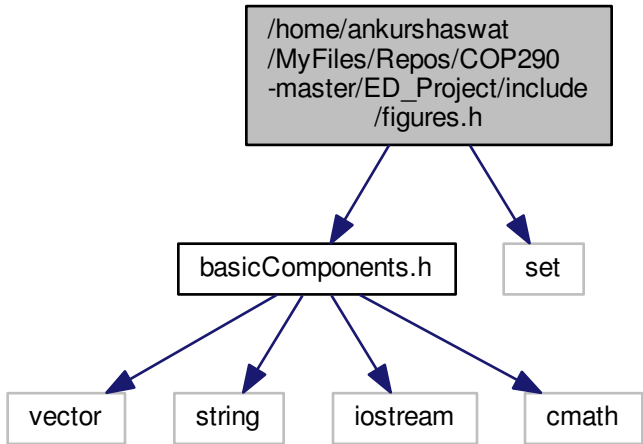 /home/ankurshaswat
/MyFiles/Repos/COP290
-master/ED_Project/include
/figures.h
basicComponents.h
set
vector
string
iostream
cmath